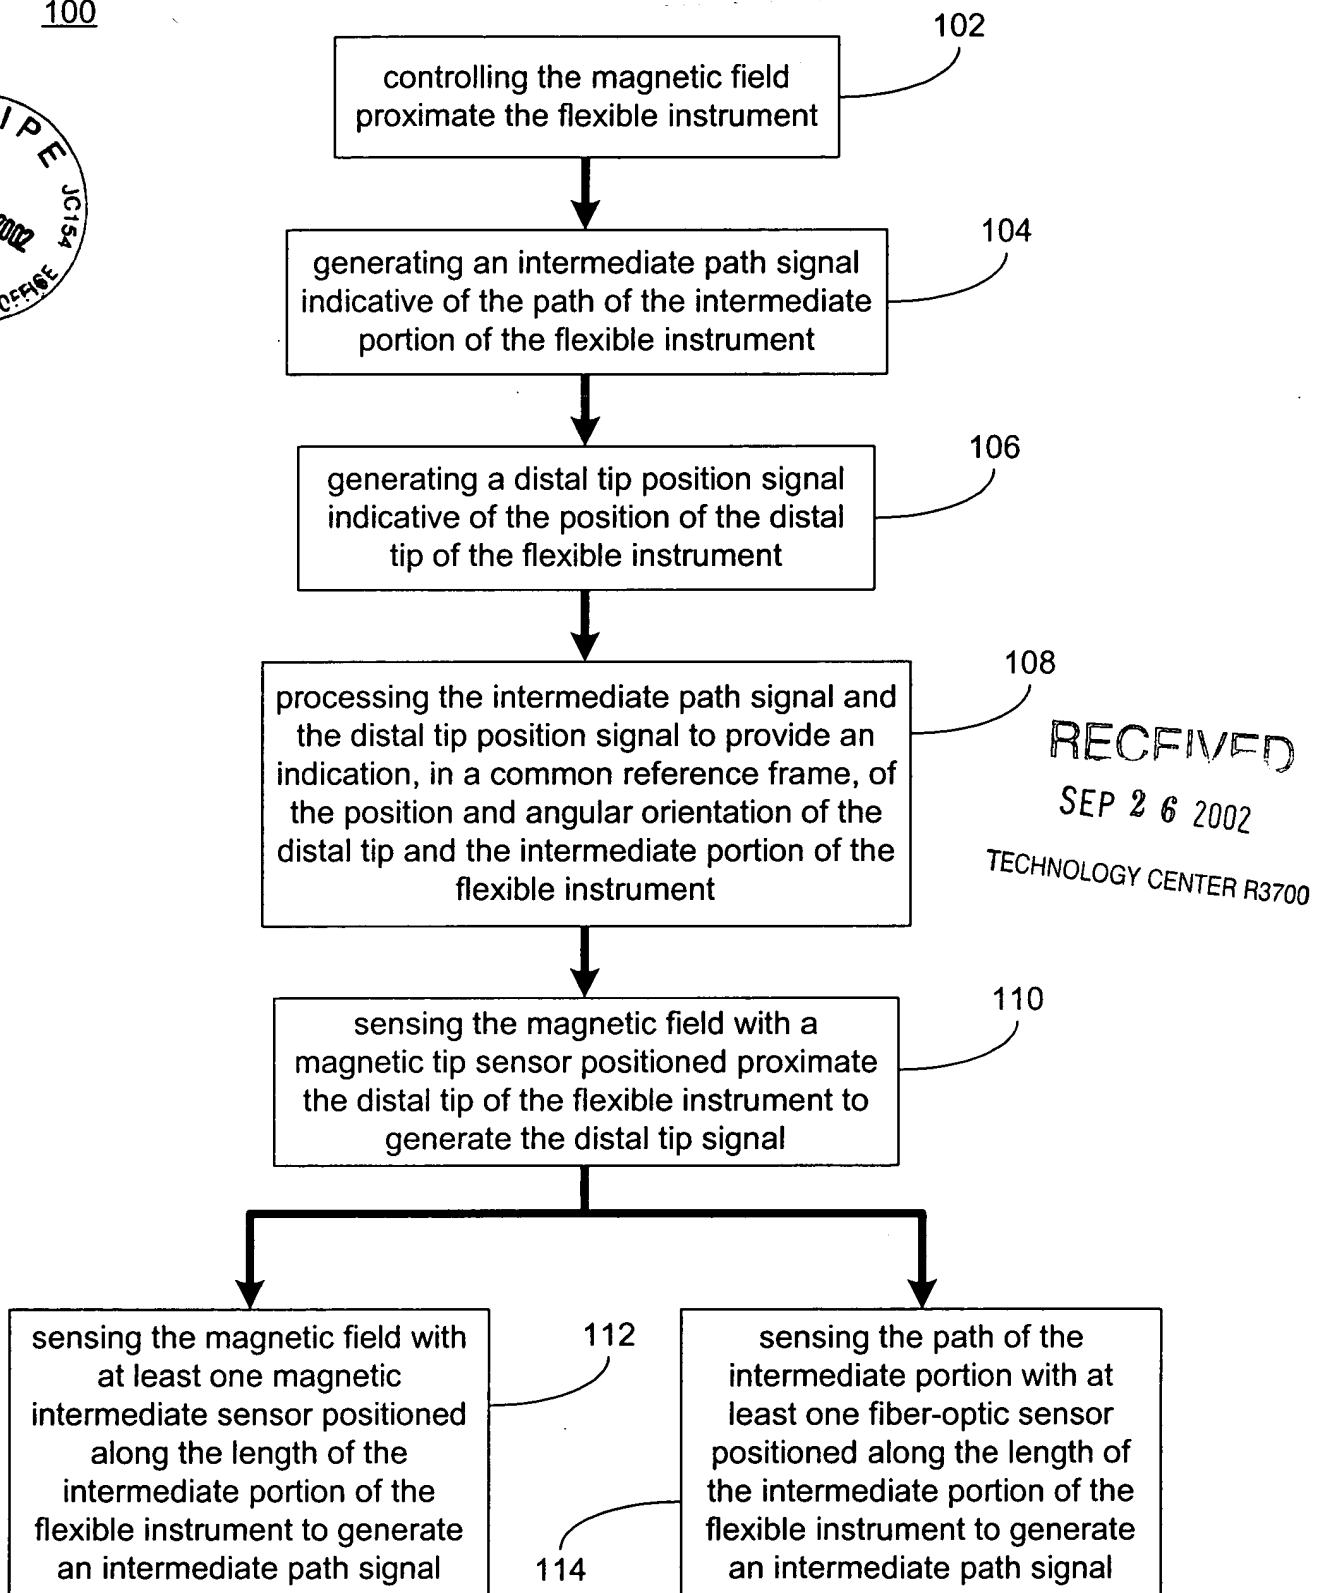 100
102
controlling the magnetic field
proximate the flexible instrument
IPE
JC154
2002
OFFICE
104
generating an intermediate path signal
indicative of the path of the intermediate
portion of the flexible instrument
106
generating a distal tip position signal
indicative of the position of the distal
tip of the flexible instrument
108
processing the intermediate path signal and
the distal tip position signal to provide an
indication, in a common reference frame, of
the position and angular orientation of the
distal tip and the intermediate portion of the
flexible instrument
RECEIVED
SEP 26 2002
TECHNOLOGY CENTER R3700
110
sensing the magnetic field with a
magnetic tip sensor positioned proximate
the distal tip of the flexible instrument to
generate the distal tip signal
112
sensing the magnetic field with
at least one magnetic
intermediate sensor positioned
along the length of the
intermediate portion of the
flexible instrument to generate
an intermediate path signal
114
sensing the path of the
intermediate portion with at
least one fiber-optic sensor
positioned along the length of
the intermediate portion of the
flexible instrument to generate
an intermediate path signal